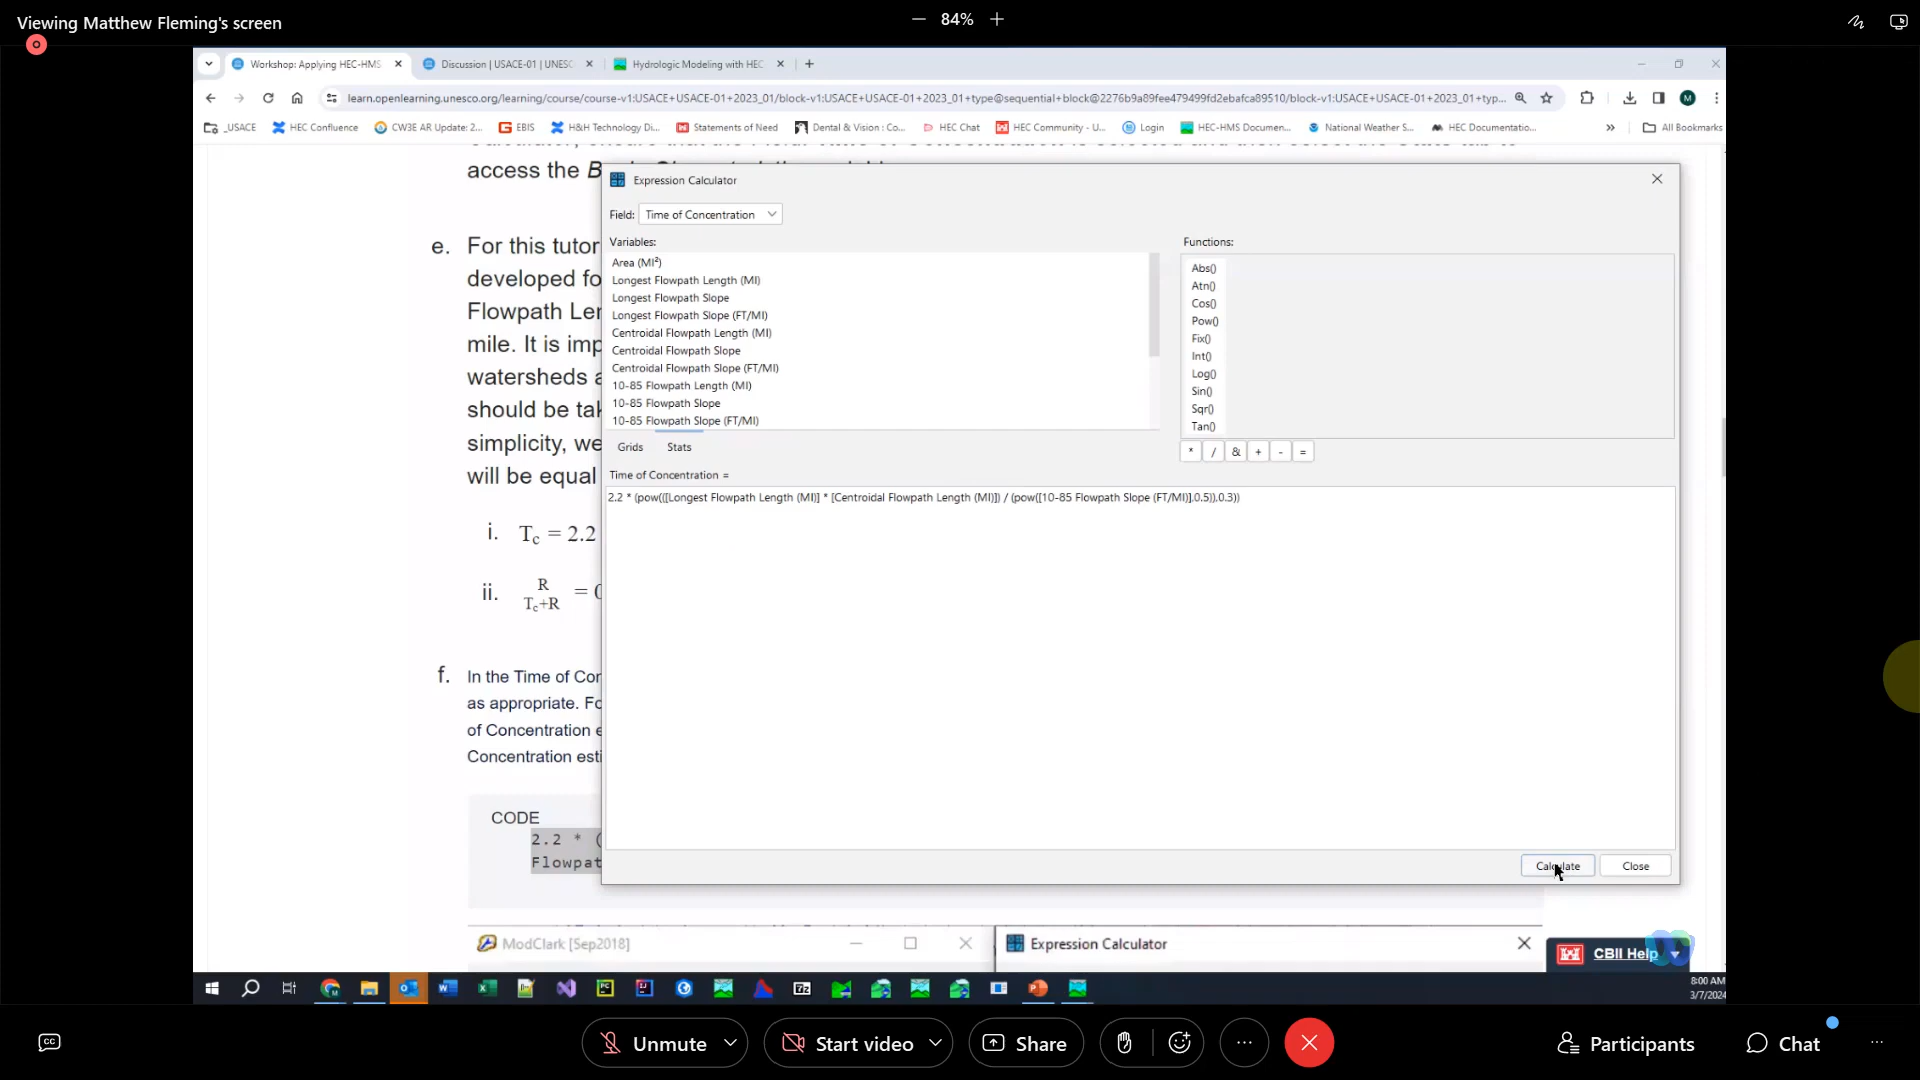 Viewing Matthew Fleming's screen
84%
Workshop: Applying HEC-HMS
Discussion | USACE-01 | UNESC
Hydrologic Modeling with HEC
learn.openlearning.unesco.org/learning/course/course-v1:USACE+USACE-01+2023_01/block-v1:USACE+USACE-01+2023_01+type@sequential+block@2276b9a89fee479499fd2ebafca89510/block-v1:USACE+USACE-01+2023_01+typ...
_USACE
HEC Confluence
CW3E AR Update: 2...
EBIS
H&H Technology Di...
Statements of Need
Dental & Vision : Co...
HEC Chat
HEC Community - U...
Login
HEC-HMS Documen...
National Weather S...
HEC Documentatio...
All Bookmarks
access the B
e. For this tutor
developed fo
Flowpath Ler
mile. It is imp
watersheds a
should be tak
simplicity, we
will be equal
i. Tc = 2.2
ii. R
Tc+R
=
f. In the Time of Cor
as appropriate. Fo
of Concentration e
Concentration esti
CODE
2.2 * (
Flowpat
Expression Calculator
Field: Time of Concentration
Variables:
Area (MI²)
Longest Flowpath Length (MI)
Longest Flowpath Slope
Longest Flowpath Slope (FT/MI)
Centroidal Flowpath Length (MI)
Centroidal Flowpath Slope
Centroidal Flowpath Slope (FT/MI)
10-85 Flowpath Length (MI)
10-85 Flowpath Slope
10-85 Flowpath Slope (FT/MI)
Functions:
Abs()
Atn()
Cos()
Pow()
Fix()
Int()
Log()
Sin()
Sqr()
Tan()
* / & + - =
Grids Stats
Time of Concentration =
2.2 * (pow(([Longest Flowpath Length (MI)] * [Centroidal Flowpath Length (MI)]) / (pow([10-85 Flowpath Slope (FT/MI)],0.5)),0.3))
Calculate
Close
ModClark [Sep2018]
Expression Calculator
CBII Help
8:00 AM
3/7/2024
CC
Unmute
Start video
Share
Participants
Chat